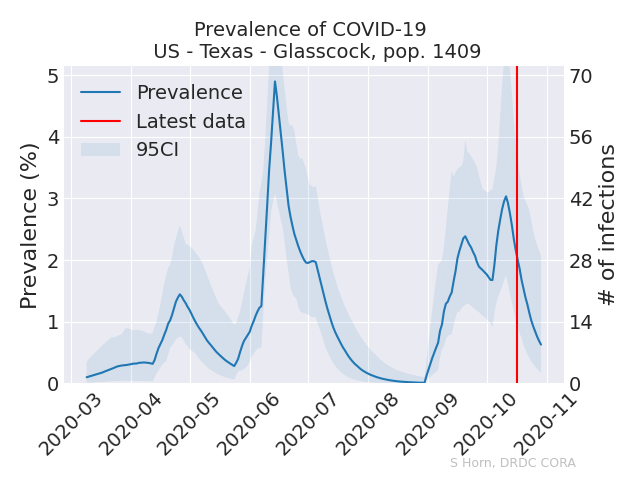 Prevalence of COVID-19
US - Texas - Glasscock, pop. 1409
Prevalence
Latest data
95CI
Prevalence (%)
5
4
3
2
1
0
# of infections
70
56
42
28
14
0
2020-03
2020-04
2020-05
2020-06
2020-07
2020-08
2020-09
2020-10
2020-11
S Horn, DRDC CORA